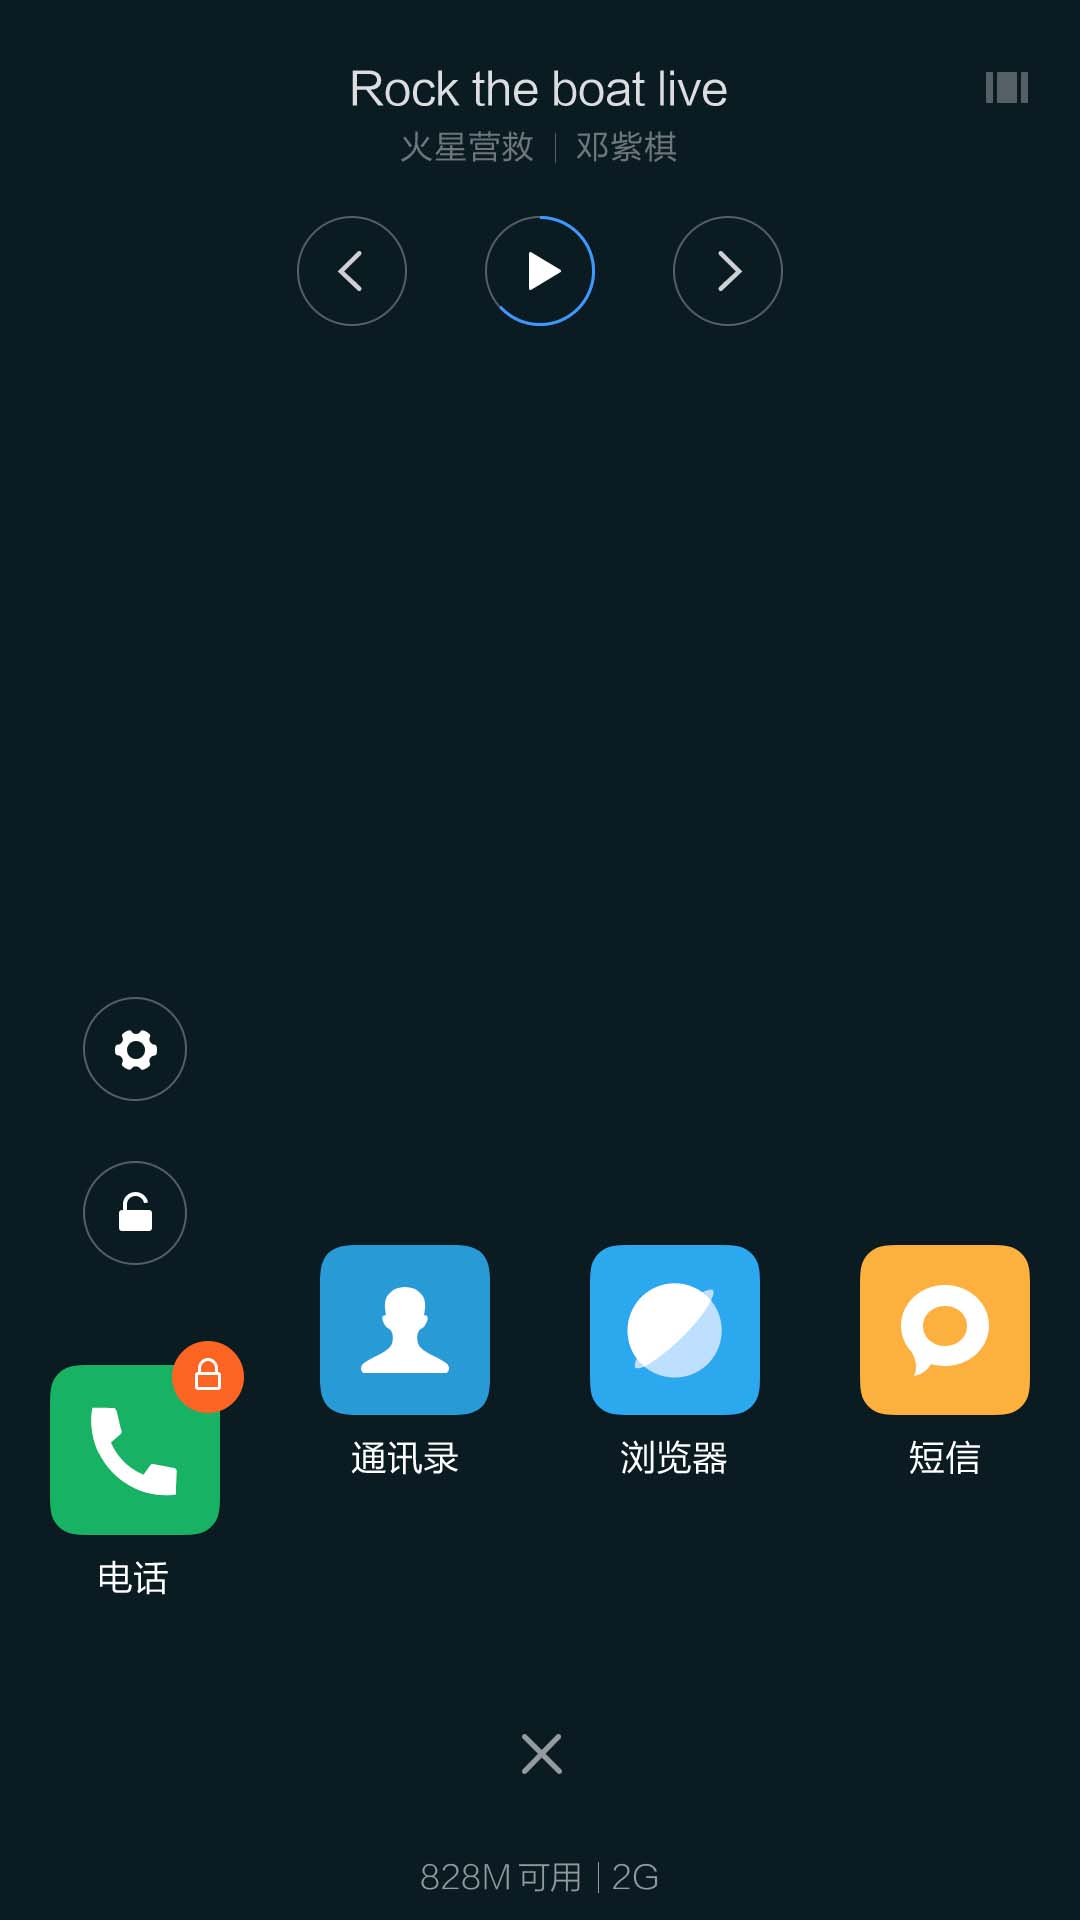 Rock the boat live
火星营救 | 邓紫棋
通讯录
浏览器
短信
电话
828M 可用 | 2G